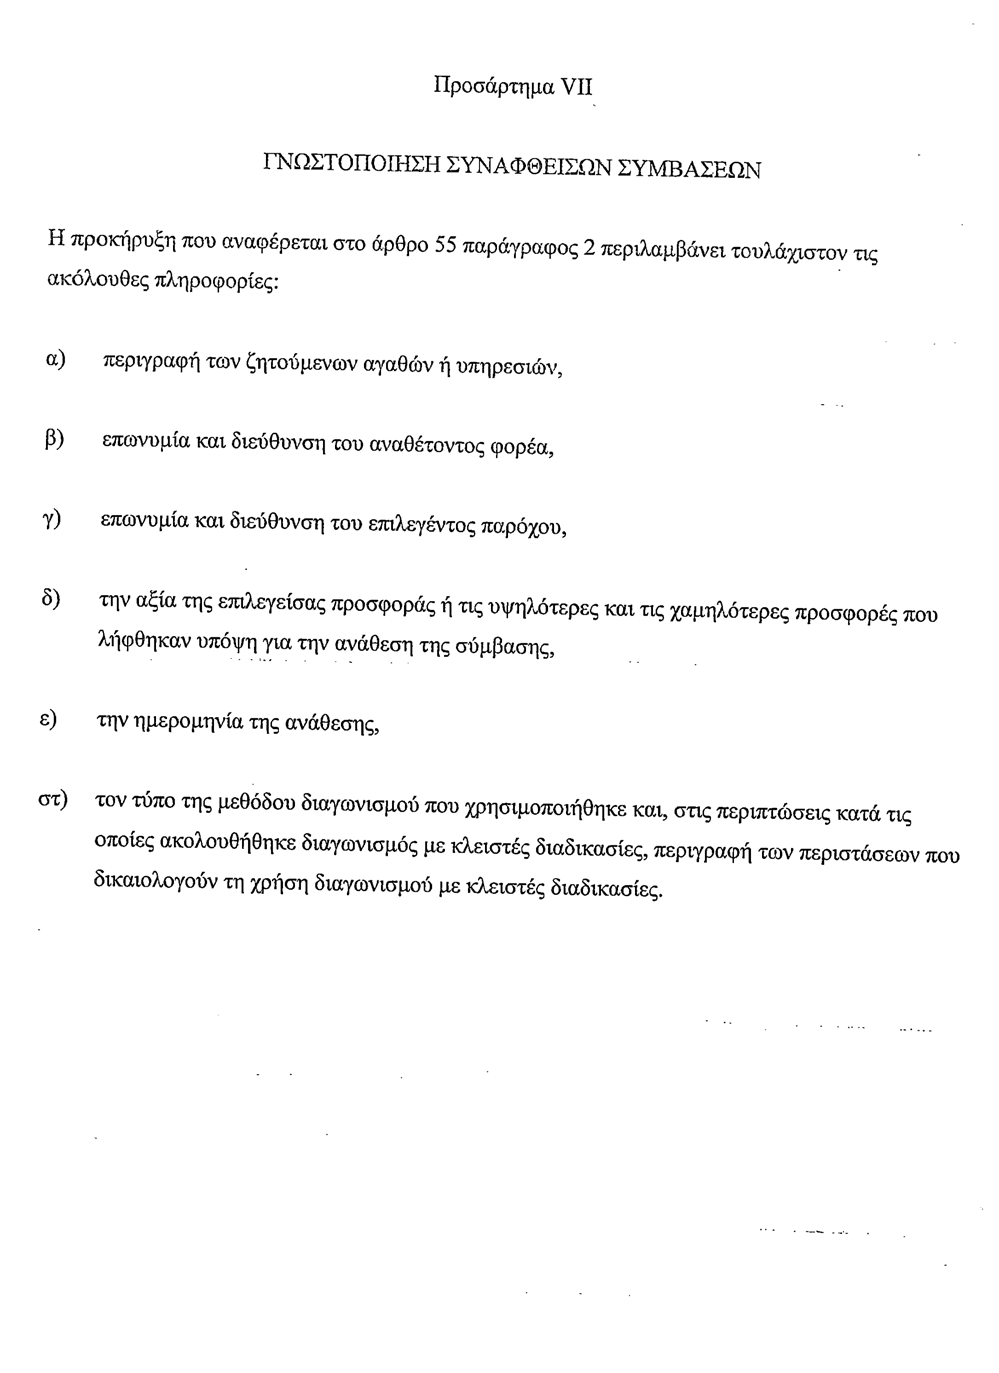 Προσάρτημα VII
ΓΝΩΣΤΟΠΟΙΗΣΗ ΣΥΝΑΦΘΕΙΣΩΝ ΣΥΜΒΑΣΕΩΝ
Η προκήρυξη που αναφέρεται στο άρθρο 55 παράγραφος 2 περιλαμβάνει τουλάχιστον τις
ακόλουθες πληροφορίες:
α) περιγραφή των ζητούμενων αγαθών ή υπηρεσιών,
β) επωνυμία και διεύθυνση του αναθέτοντος φορέα,
γ) επωνυμία και διεύθυνση του επιλεγέντος παρόχου,
δ) την αξία της επιλεγείσας προσφοράς ή τις υψηλότερες και τις χαμηλότερες προσφορές που
λήφθηκαν υπόψη για την ανάθεση της σύμβασης,
ε) την ημερομηνία της ανάθεσης,
στ) τον τύπο της μεθόδου διαγωνισμού που χρησιμοποιήθηκε και, στις περιπτώσεις κατά τις
οποίες ακολουθήθηκε διαγωνισμός με κλειστές διαδικασίες, περιγραφή των περιστάσεων που
δικαιολογούν τη χρήση διαγωνισμού με κλειστές διαδικασίες.